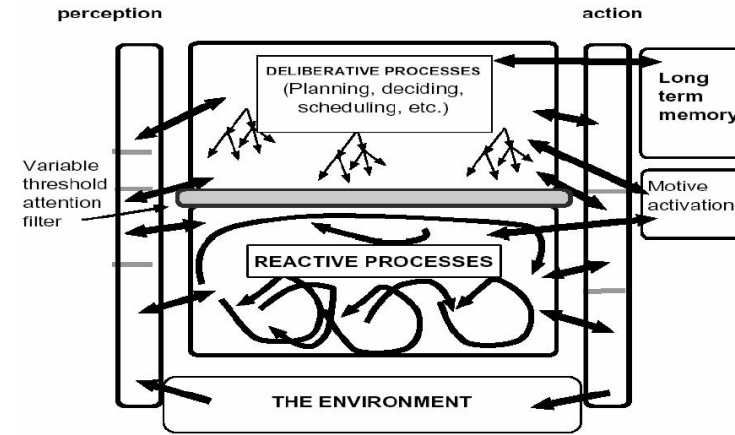 perception
action
DELIBERATIVE PROCESSES
(Planning, deciding,
scheduling, etc.)
Long
term
memory
Variable
threshold
attention
filter
Motive
activation
REACTIVE PROCESSES
THE ENVIRONMENT